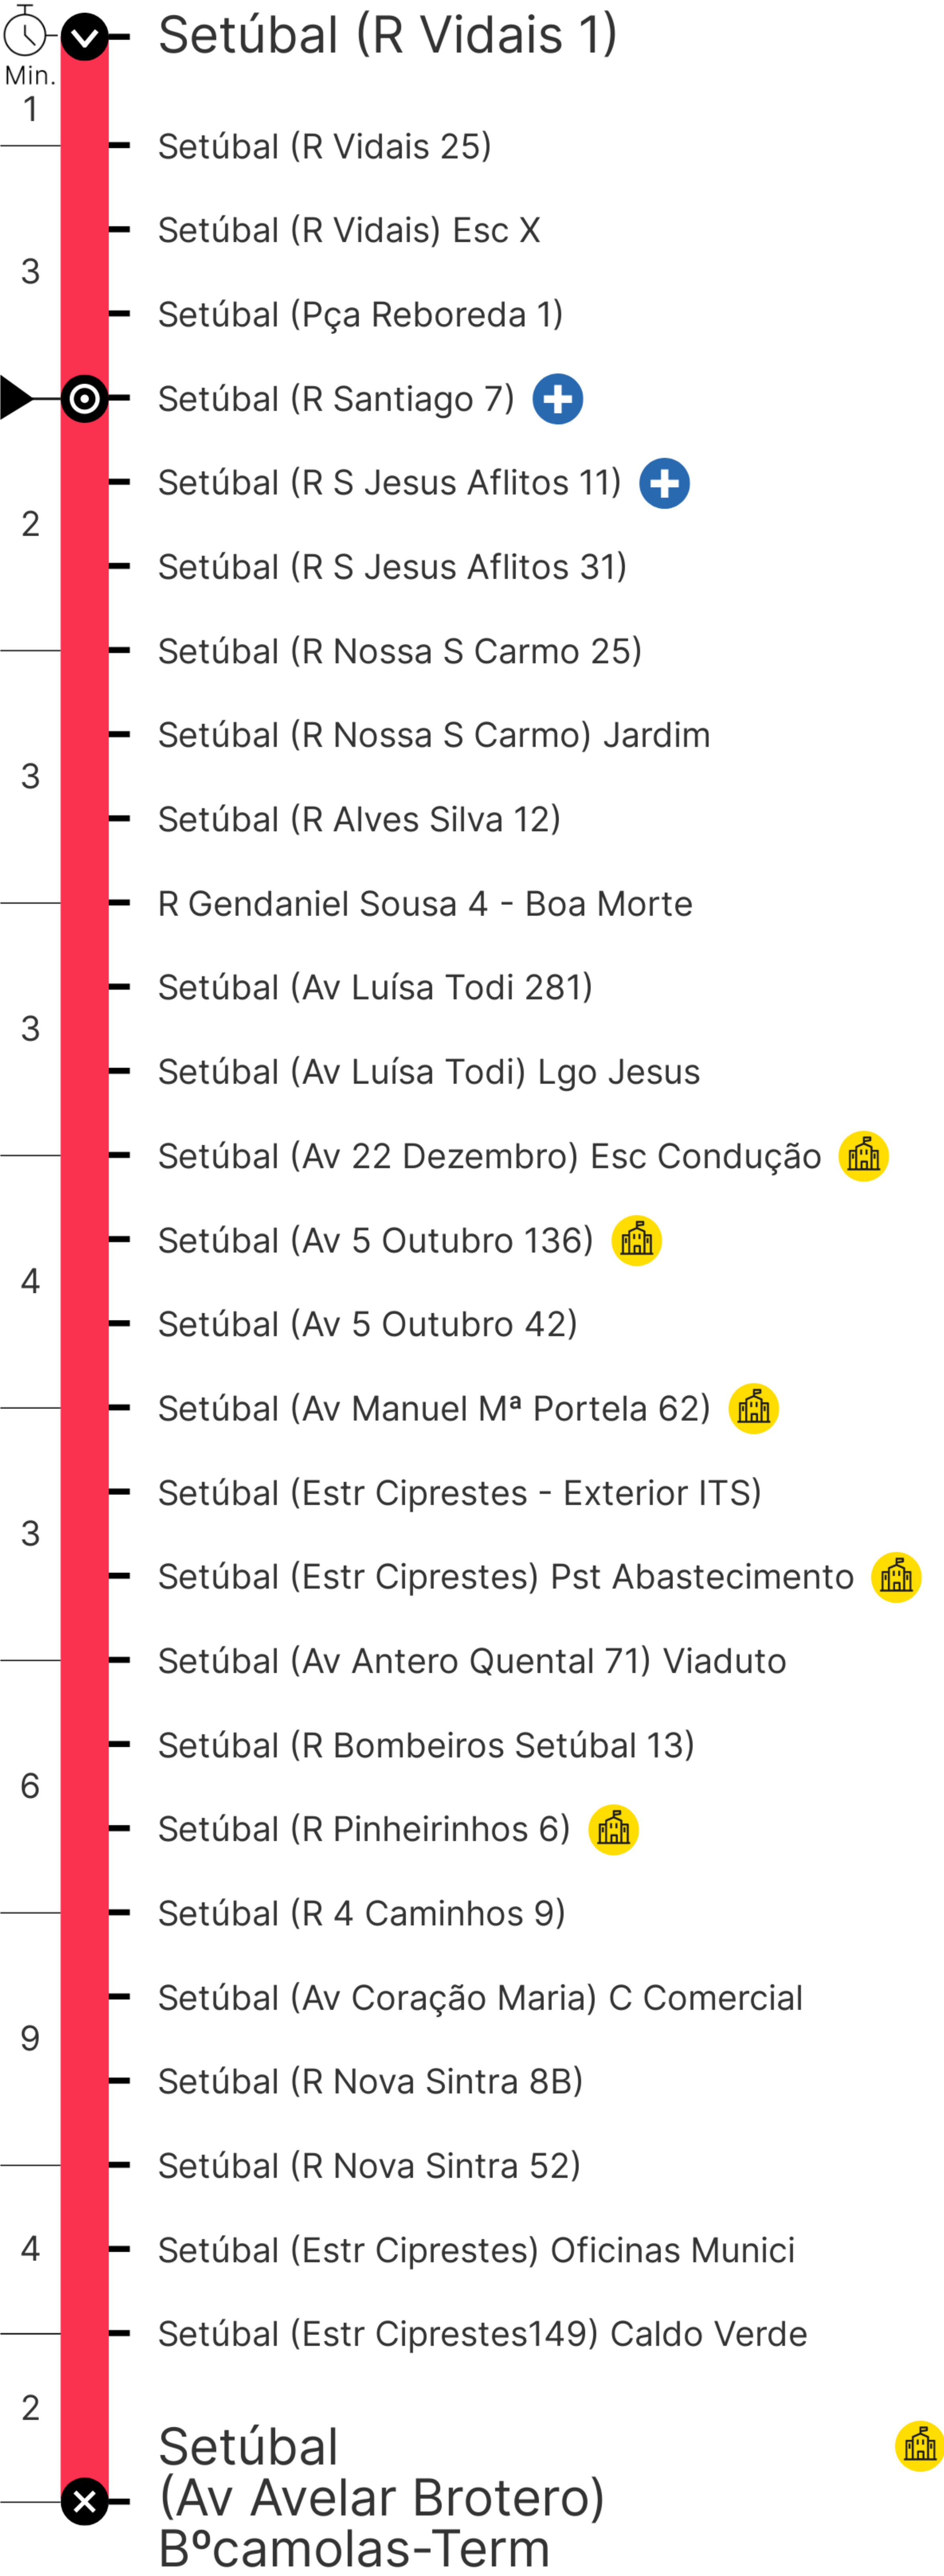 Setúbal (R Vidais 1)
Min.
1
Setúbal (R Vidais 25)
Setúbal (R Vidais) Esc X
3
Setúbal (Pça Reboreda 1)
Setúbal (R Santiago 7)
Setúbal (R S Jesus Aflitos 11)
2
Setúbal (R S Jesus Aflitos 31)
Setúbal (R Nossa S Carmo 25)
Setúbal (R Nossa S Carmo) Jardim
3
Setúbal (R Alves Silva 12)
R Gendaniel Sousa 4 - Boa Morte
Setúbal (Av Luísa Todi 281)
3
Setúbal (Av Luísa Todi) Lgo Jesus
Setúbal (Av 22 Dezembro) Esc Condução
Setúbal (Av 5 Outubro 136)
4
Setúbal (Av 5 Outubro 42)
Setúbal (Av Manuel Mª Portela 62)
Setúbal (Estr Ciprestes - Exterior ITS)
3
Setúbal (Estr Ciprestes) Pst Abastecimento
Setúbal (Av Antero Quental 71) Viaduto
Setúbal (R Bombeiros Setúbal 13)
6
Setúbal (R Pinheirinhos 6)
Setúbal (R 4 Caminhos 9)
Setúbal (Av Coração Maria) C Comercial
9
Setúbal (R Nova Sintra 8B)
Setúbal (R Nova Sintra 52)
4
Setúbal (Estr Ciprestes) Oficinas Munici
Setúbal (Estr Ciprestes149) Caldo Verde
2
Setúbal
(Av Avelar Brotero)
Bºcamolas-Term